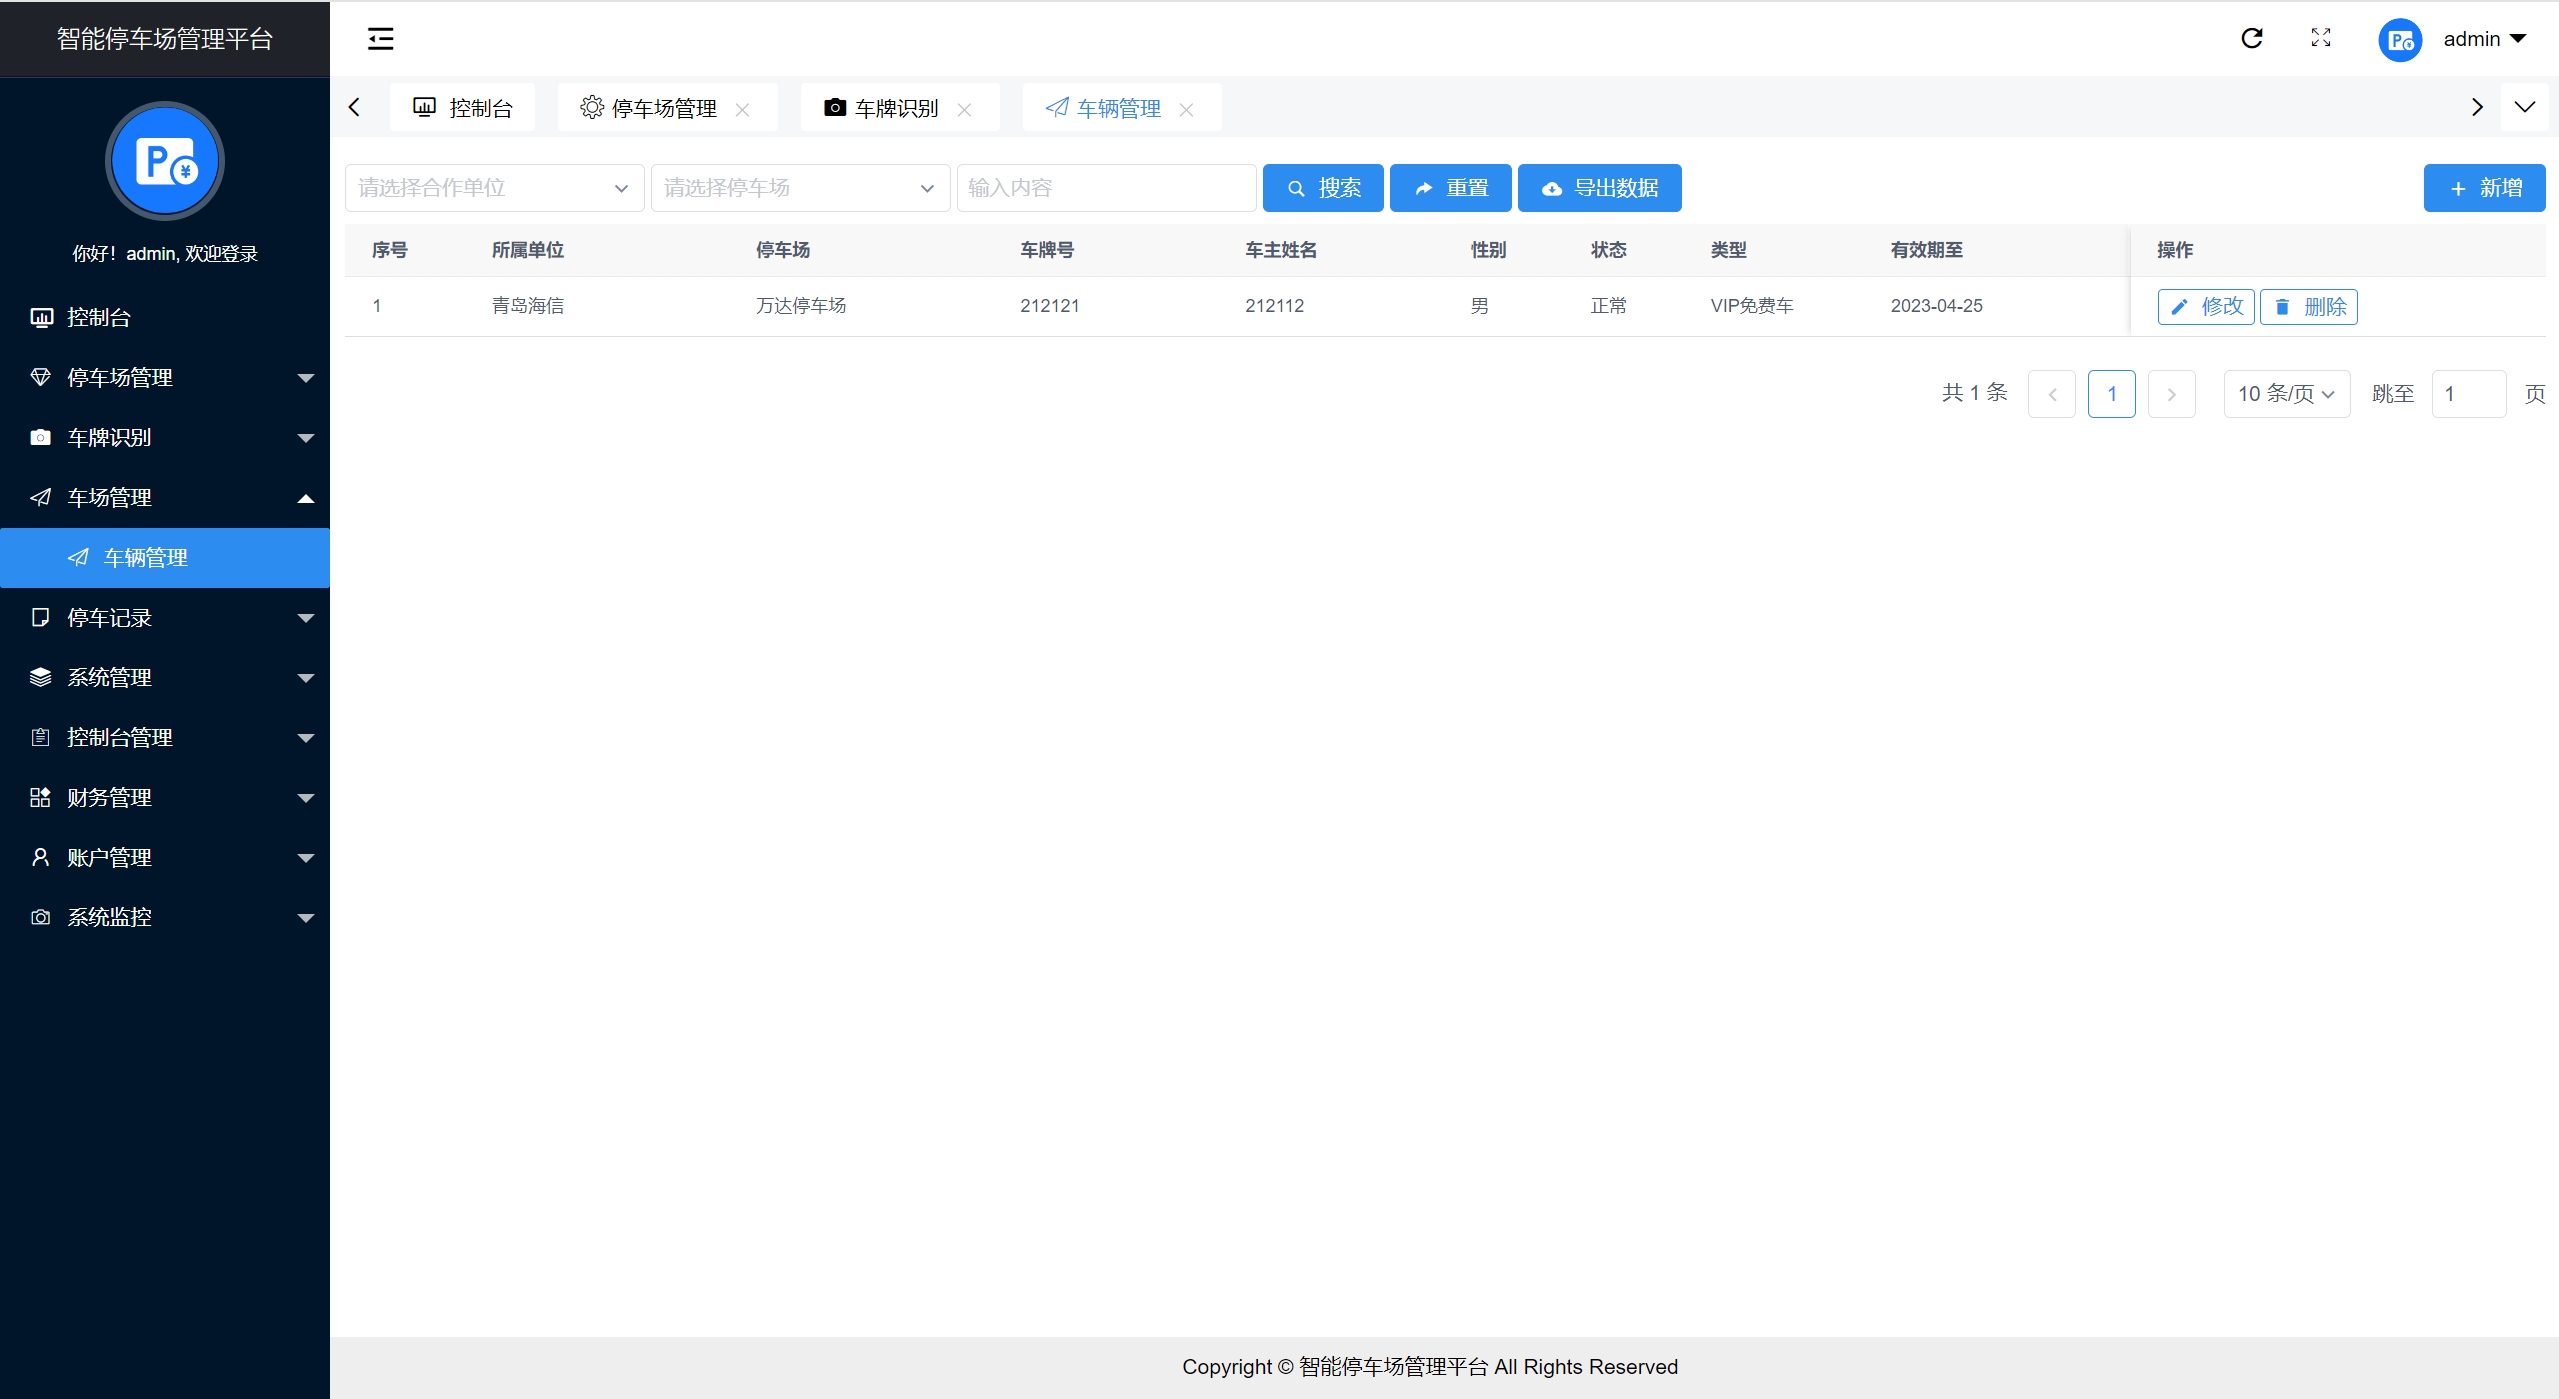 智能停车场管理平台
admin
控制台 停车场管理 车牌识别 车辆管理
你好！admin, 欢迎登录
控制台
停车场管理
车牌识别
车场管理
车辆管理
停车记录
系统管理
控制台管理
财务管理
账户管理
系统监控
请选择合作单位 请选择停车场 输入内容 搜索 重置 导出数据 新增
序号 所属单位 停车场 车牌号 车主姓名 性别 状态 类型 有效期至 操作
1 青岛海信 万达停车场 212121 212112 男 正常 VIP免费车 2023-04-25 修改 删除
共 1 条 1 10 条/页 跳至 1 页
Copyright © 智能停车场管理平台 All Rights Reserved